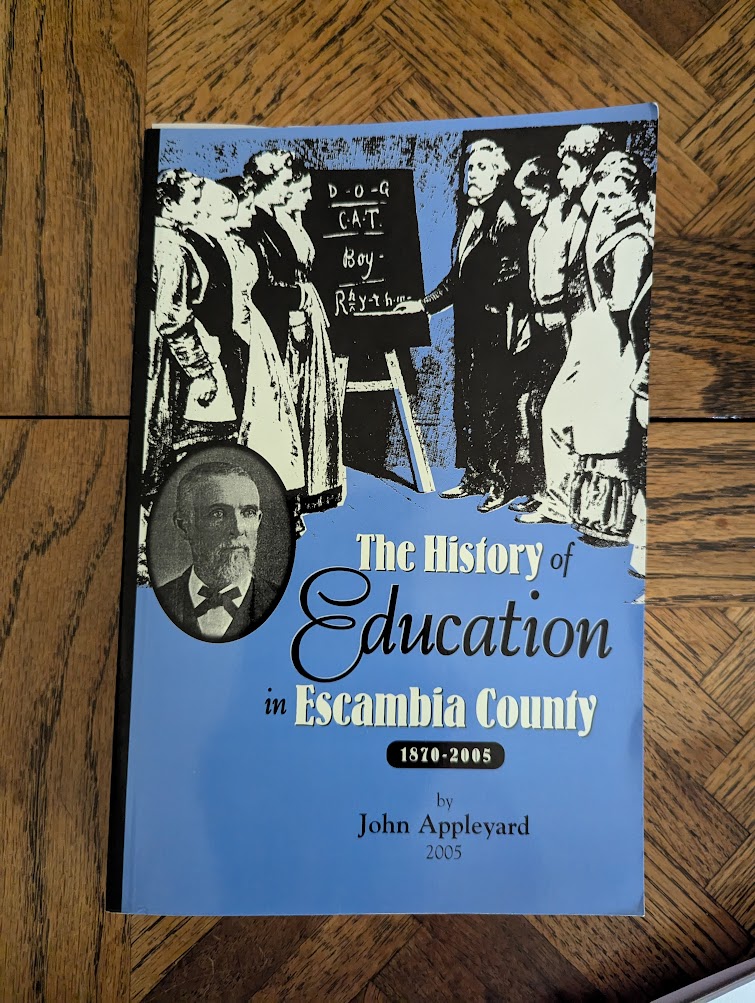 D-O-G
C-A-T
Boy-
The History of
Education
in Escambia County
1870-2005
by
John Appleyard
2005